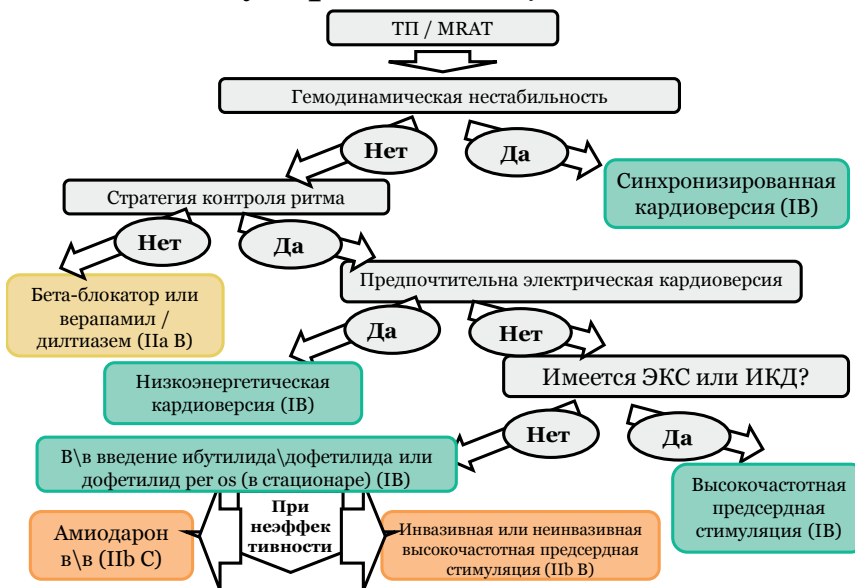 ТП / MRAT
Гемодинамическая нестабильность
Нет
Да
Стратегия контроля ритма
Синхронизированная
кардиоверсия (IB)
Нет
Да
Бета-блокатор или
верапамил /
дилтиазем (IIa B)
Предпочтительна электрическая кардиоверсия
Да
Нет
Низкоэнергетическая
кардиоверсия (IB)
Имеется ЭКС или ИКД?
Нет
Да
В\в введение ибутилида\дофетилида или
дофетилид per os (в стационаре) (IB)
Высокочастотная
предсердная
стимуляция (IB)
При
неэффек
тивности
Амиодарон
в\в (IIb C)
Инвазивная или неинвазивная
высокочастотная предсердная
стимуляция (IIb B)